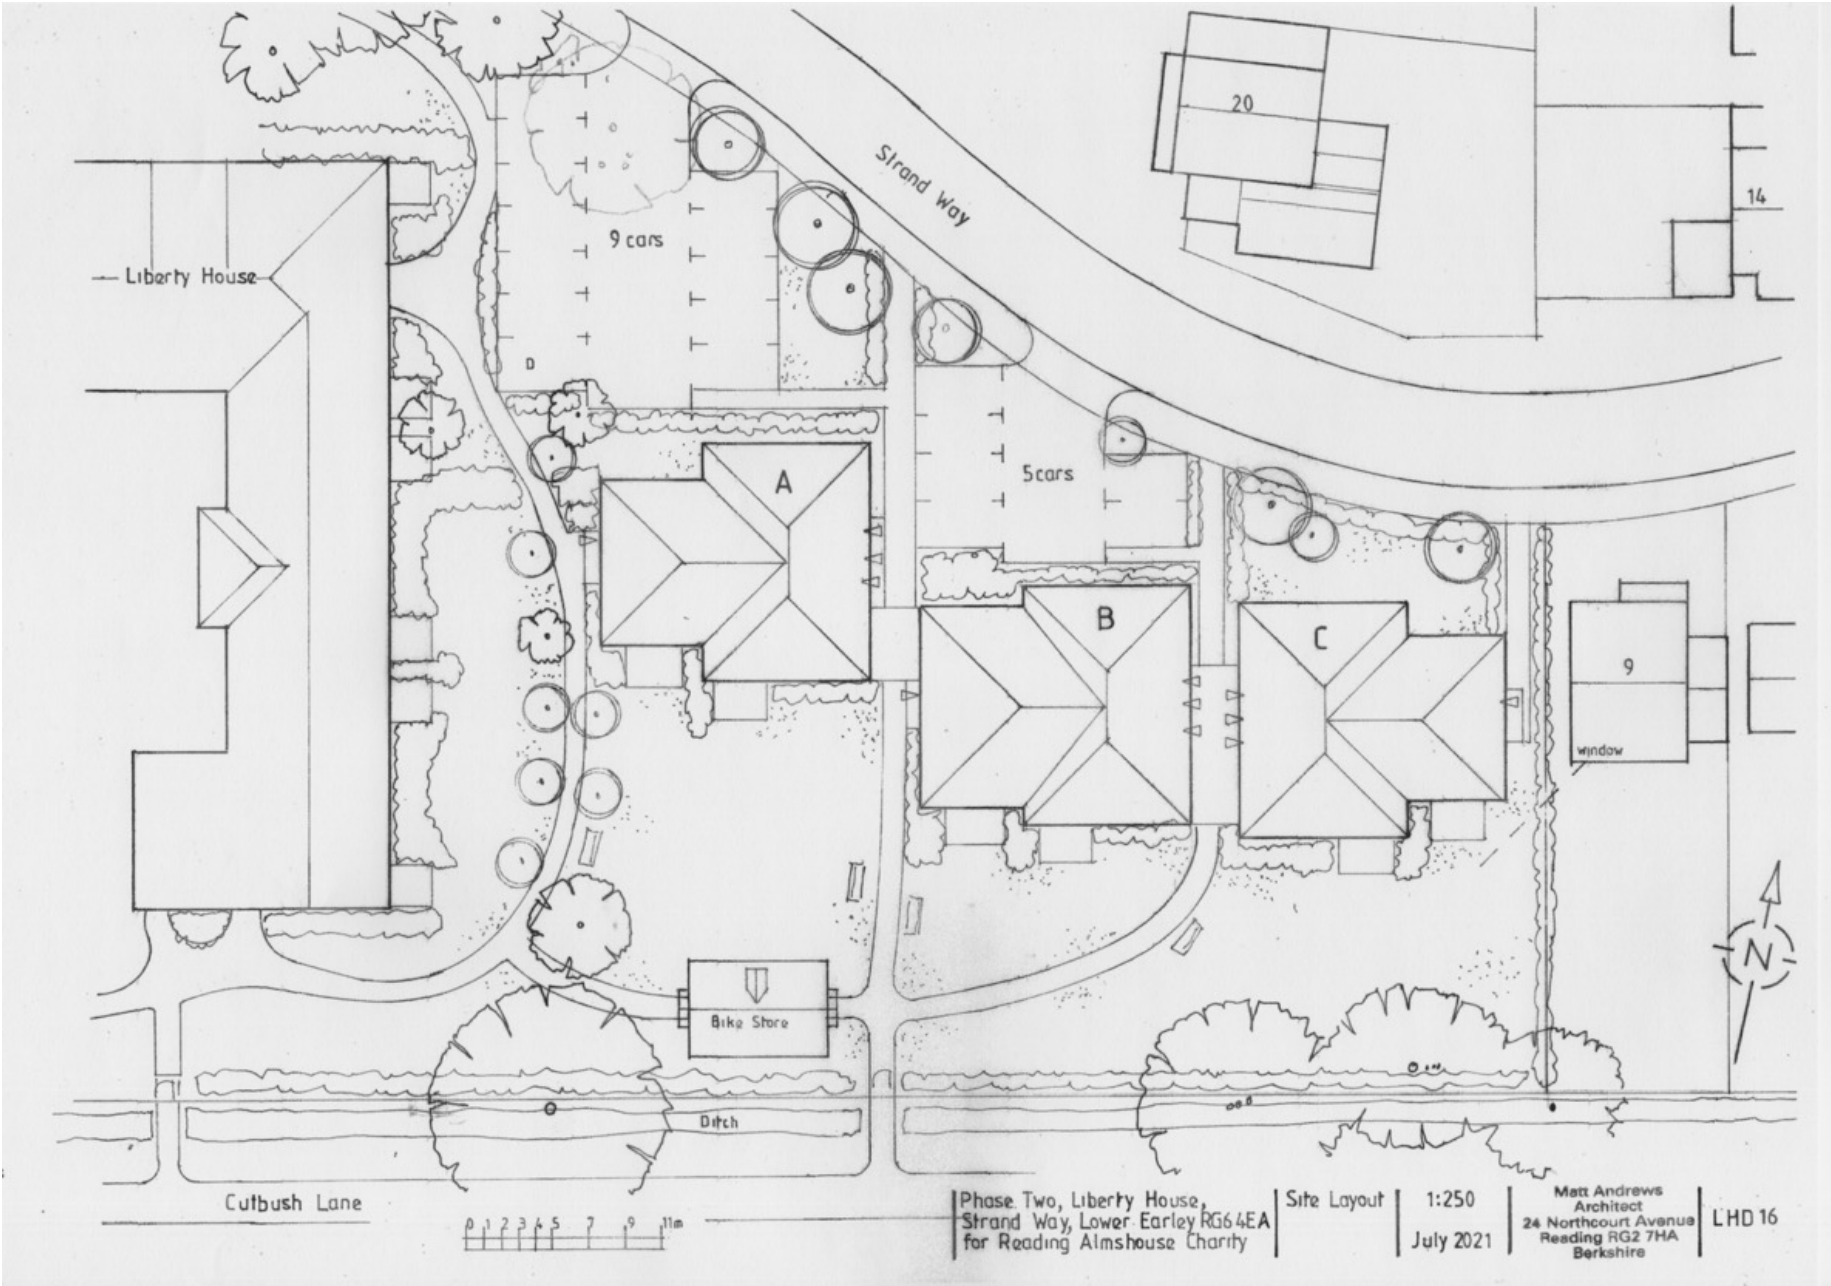 20
Strand Way
14
9 cars
Liberty House
D
A
5 cars
B
C
9
window
N
Bike Store
Ditch
Cutbush Lane
0 1 2 3 4 5 7 9 11m
Phase Two, Liberty House,
Strand Way, Lower Earley RG6 4EA
for Reading Almshouse Charity
Site Layout
1:250
July 2021
Matt Andrews
Architect
24 Northcourt Avenue
Reading RG2 7HA
Berkshire
LHD 16